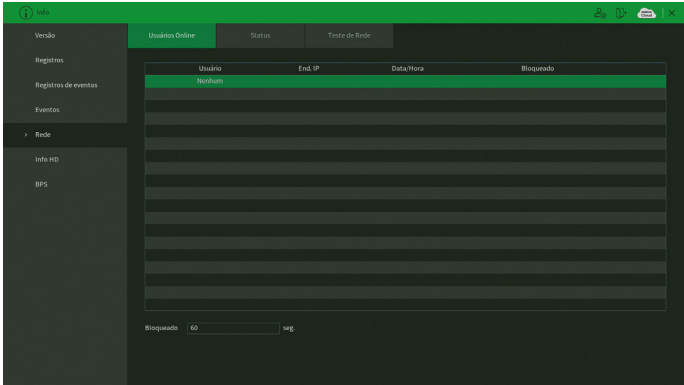 Info
Versão
Registros
Registros de eventos
Eventos
> Rede
Info HD
BPS
Usuários Online Status Teste de Rede
Usuário End. IP Data/Hora Bloqueado
Nenhum
Bloqueado 60 seg.